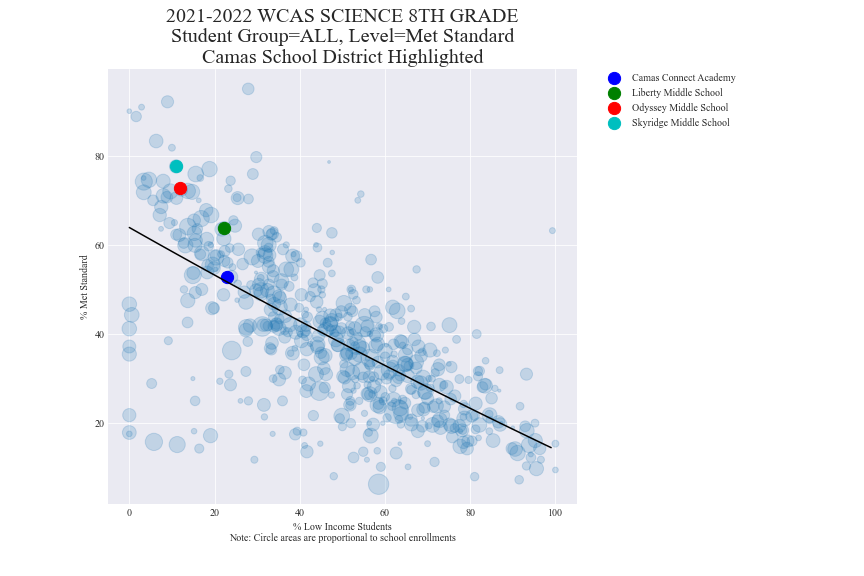 2021-2022 WCAS SCIENCE 8TH GRADE
Student Group=ALL, Level=Met Standard
Camas School District Highlighted
Camas Connect Academy
Liberty Middle School
Odyssey Middle School
Skyridge Middle School
80
60
40
20
% Met Standard
0 20 40 60 80 100
% Low Income Students
Note: Circle areas are proportional to school enrollments